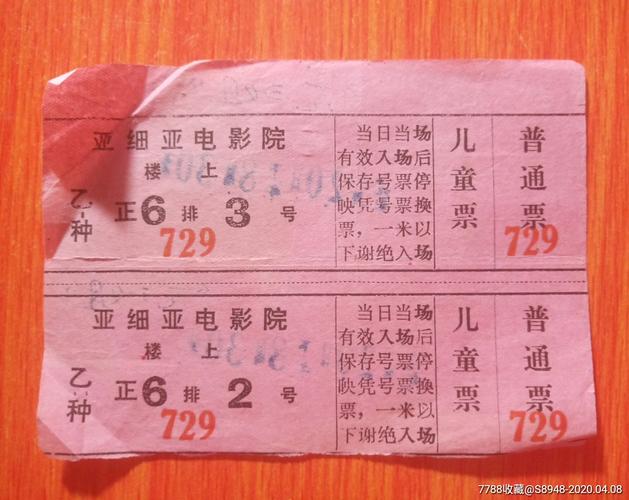 亚细亚电影院
楼上
乙种
正6排3号
729
当日当场
有效入场后
保存号票停
映凭号票换
票，一米以
下谢绝入场
儿童票
普通票
729
亚细亚电影院
楼上
乙种
正6排2号
729
当日当场
有效入场后
保存号票停
映凭号票换
票，一米以
下谢绝入场
儿童票
普通票
729
7788收藏@S8948-2020.04.08